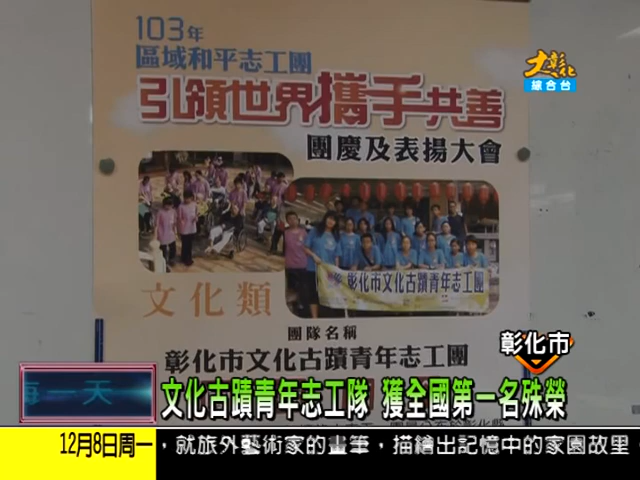 103年
區域和平志工團
引領世界攜手共善
團慶及表揚大會
大彰化
綜合台
彰化市文化古蹟青年志工團
文化類
團隊名稱
彰化市文化古蹟青年志工團
彰化市
文化古蹟青年志工隊 獲全國第一名殊榮
每一天
12月8日周一
，就旅外藝術家的畫筆，描繪出記憶中的家園故里